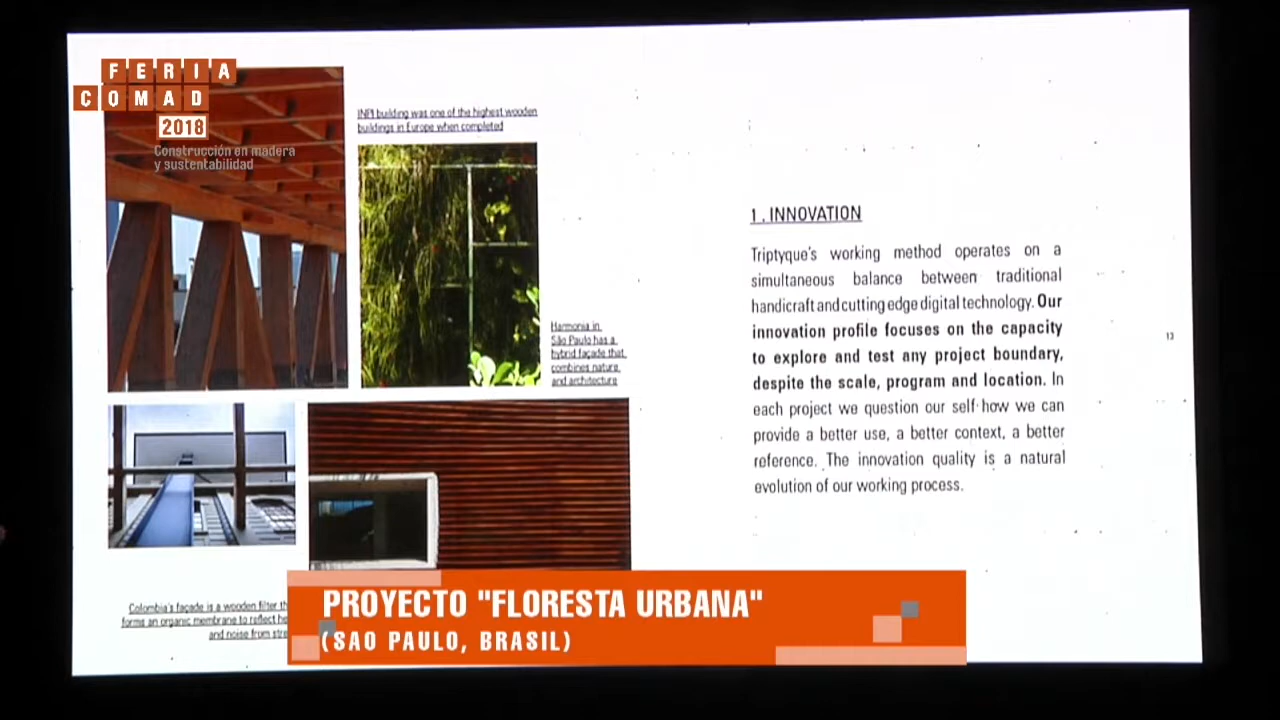 FERIA
COMAD
2018
Construcción en madera
y sustentabilidad
INPI building was one of the highest wooden
buildings in Europe when completed
Harmonia in
São Paulo has a
hybrid façade that
combines nature
and architecture
Colombia's façade is a wooden filter th
forms an organic membrane to reflect he
and noise from stre
1 . INNOVATION
Triptyque's working method operates on a
simultaneous balance between traditional
handicraft and cutting edge digital technology. Our
innovation profile focuses on the capacity
to explore and test any project boundary,
despite the scale, program and location. In
each project we question our self how we can
provide a better use, a better context, a better
reference. The innovation quality is a natural
evolution of our working process.
13
PROYECTO "FLORESTA URBANA"
(SAO PAULO, BRASIL)